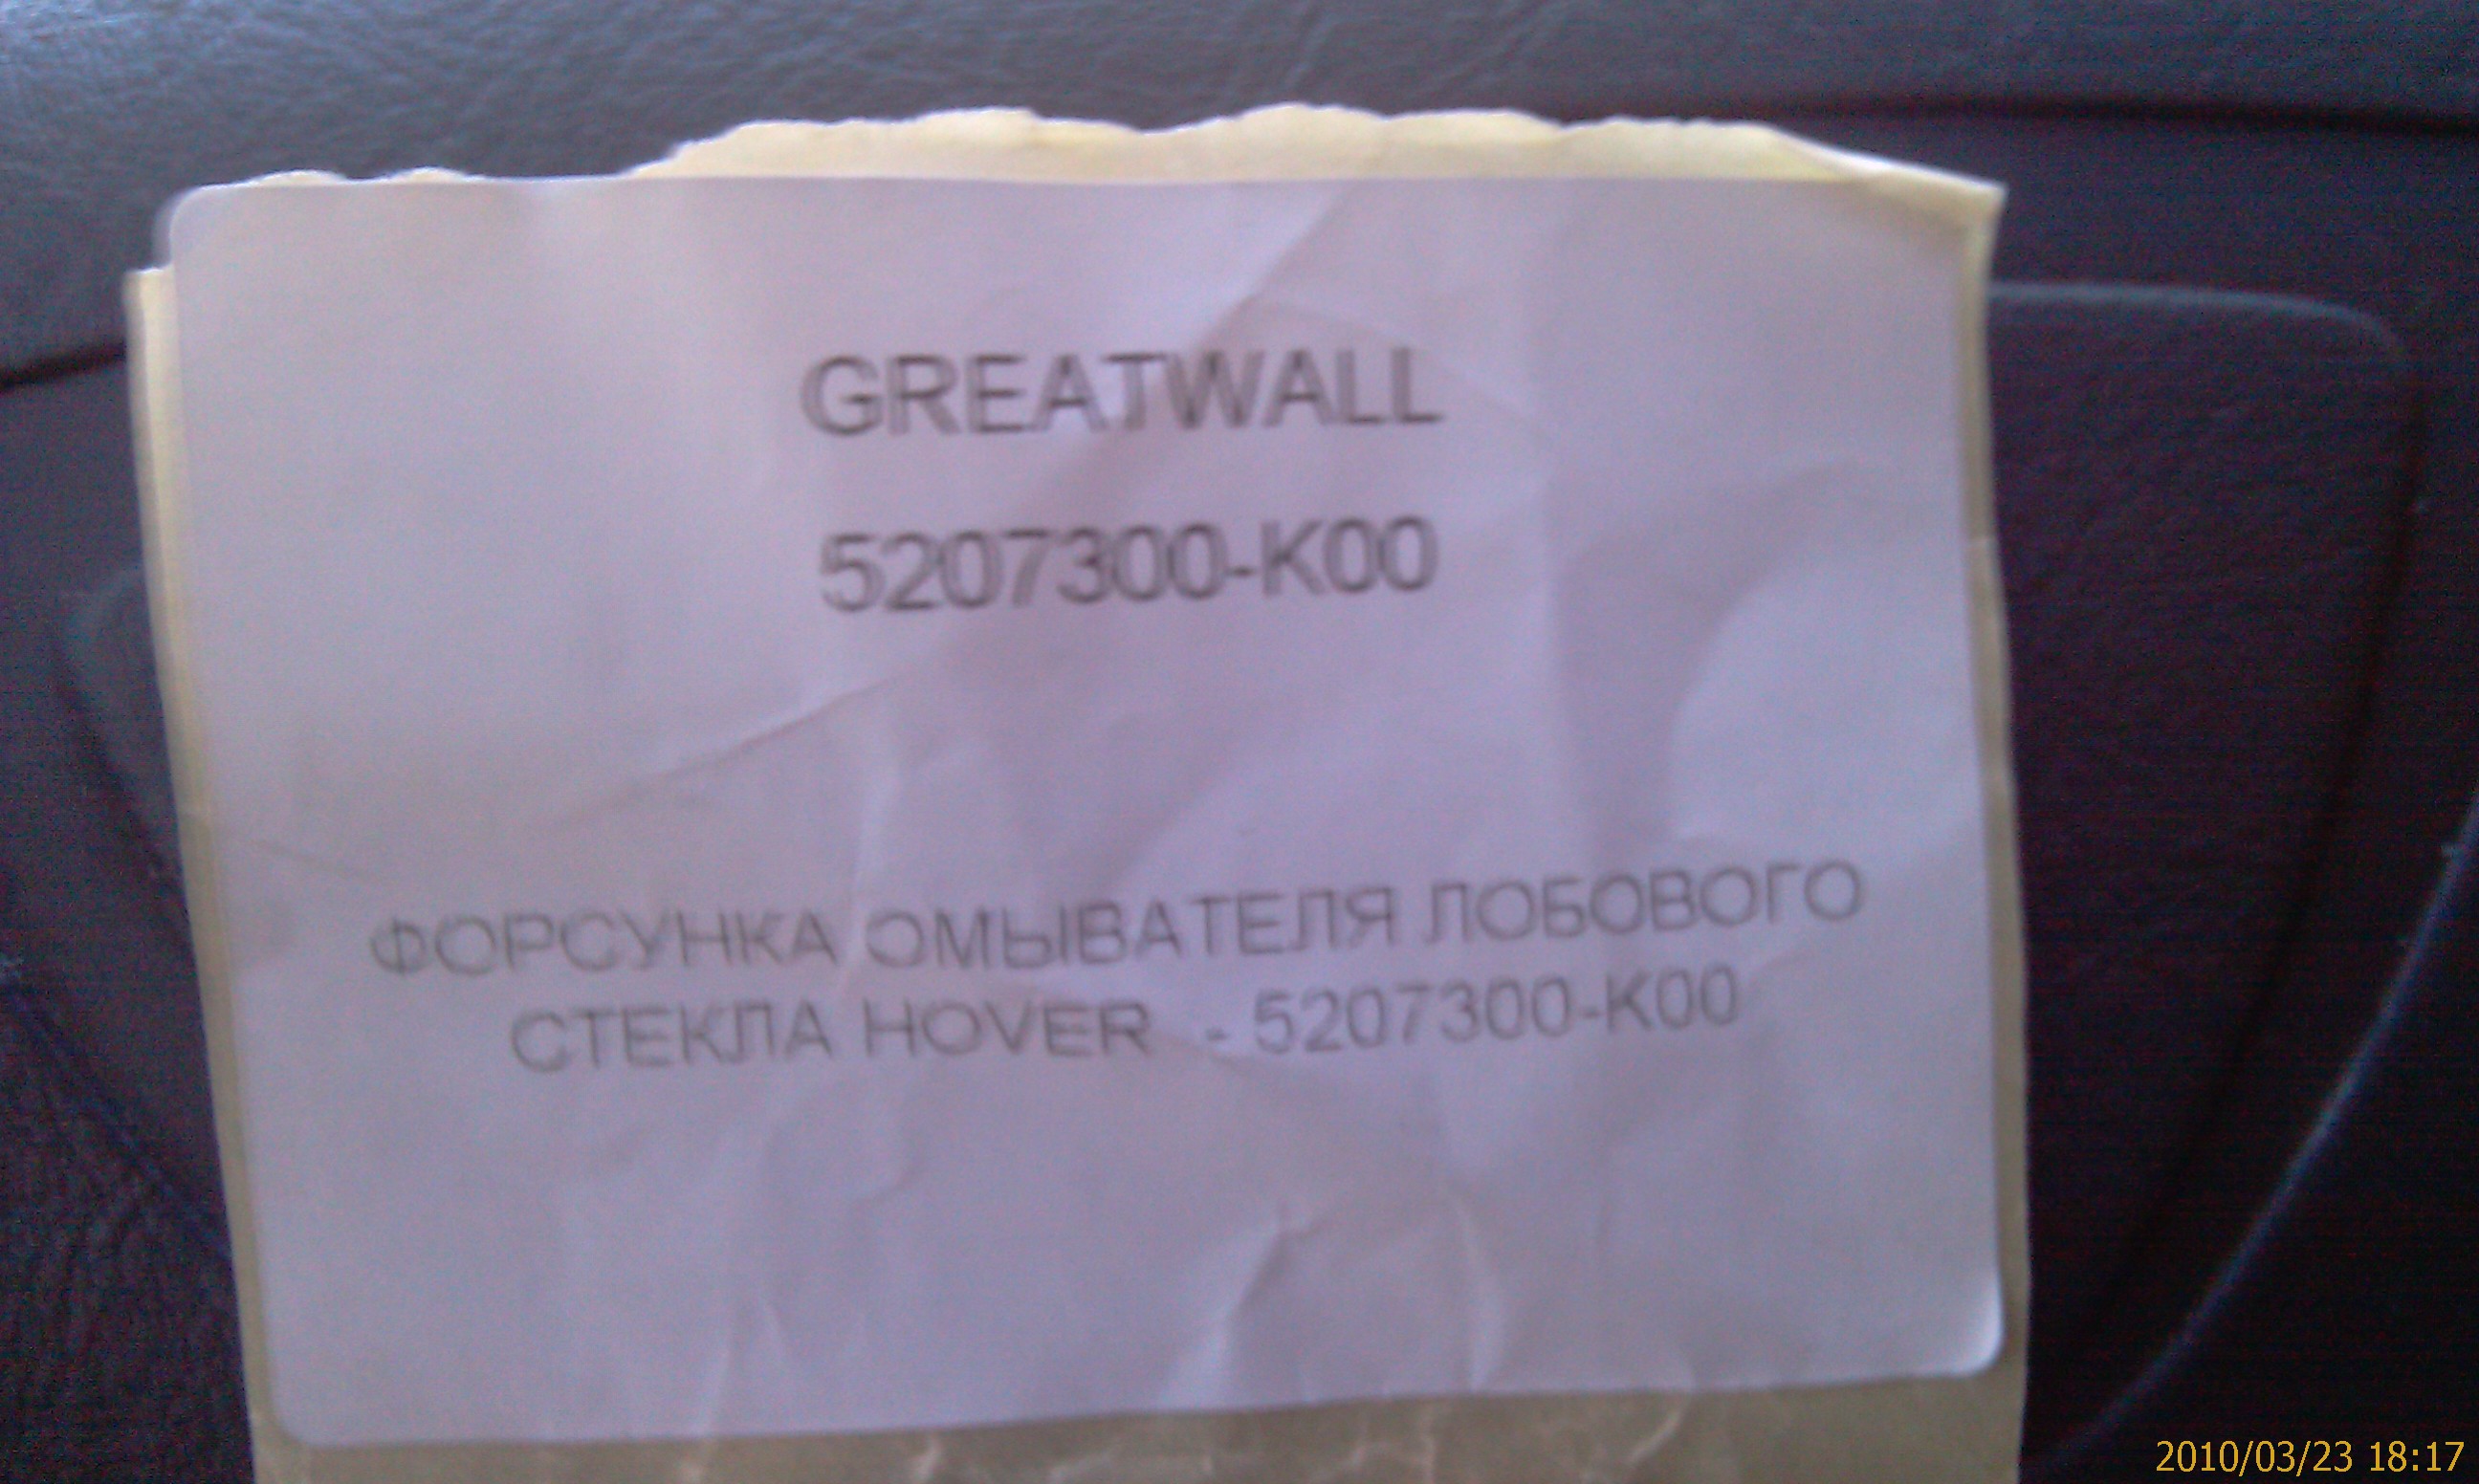 GREATWALL
5207300-K00
ФОРСУНКА ОМЫВАТЕЛЯ ЛОБОВОГО
СТЕКЛА HOVER - 5207300-K00
2010/03/23 18:17